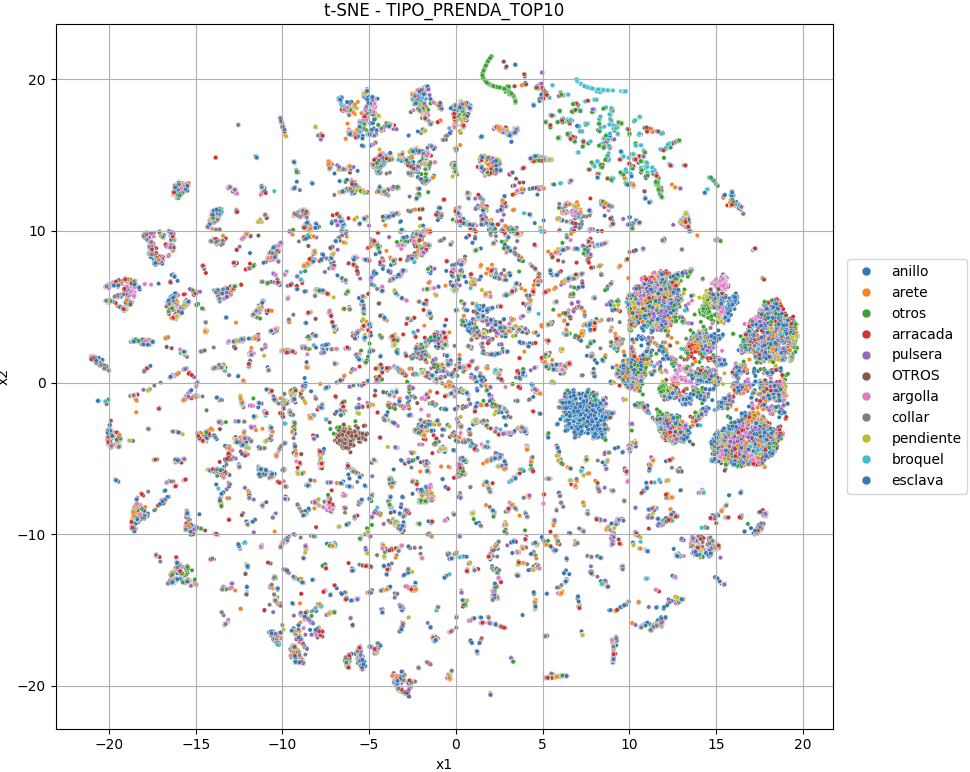 t-SNE - TIPO_PRENDA_TOP10
20
10
0
−10
−20
x2
−20 −15 −10 −5 0 5 10 15 20
x1
anillo
arete
otros
arracada
pulsera
OTROS
argolla
collar
pendiente
broquel
esclava